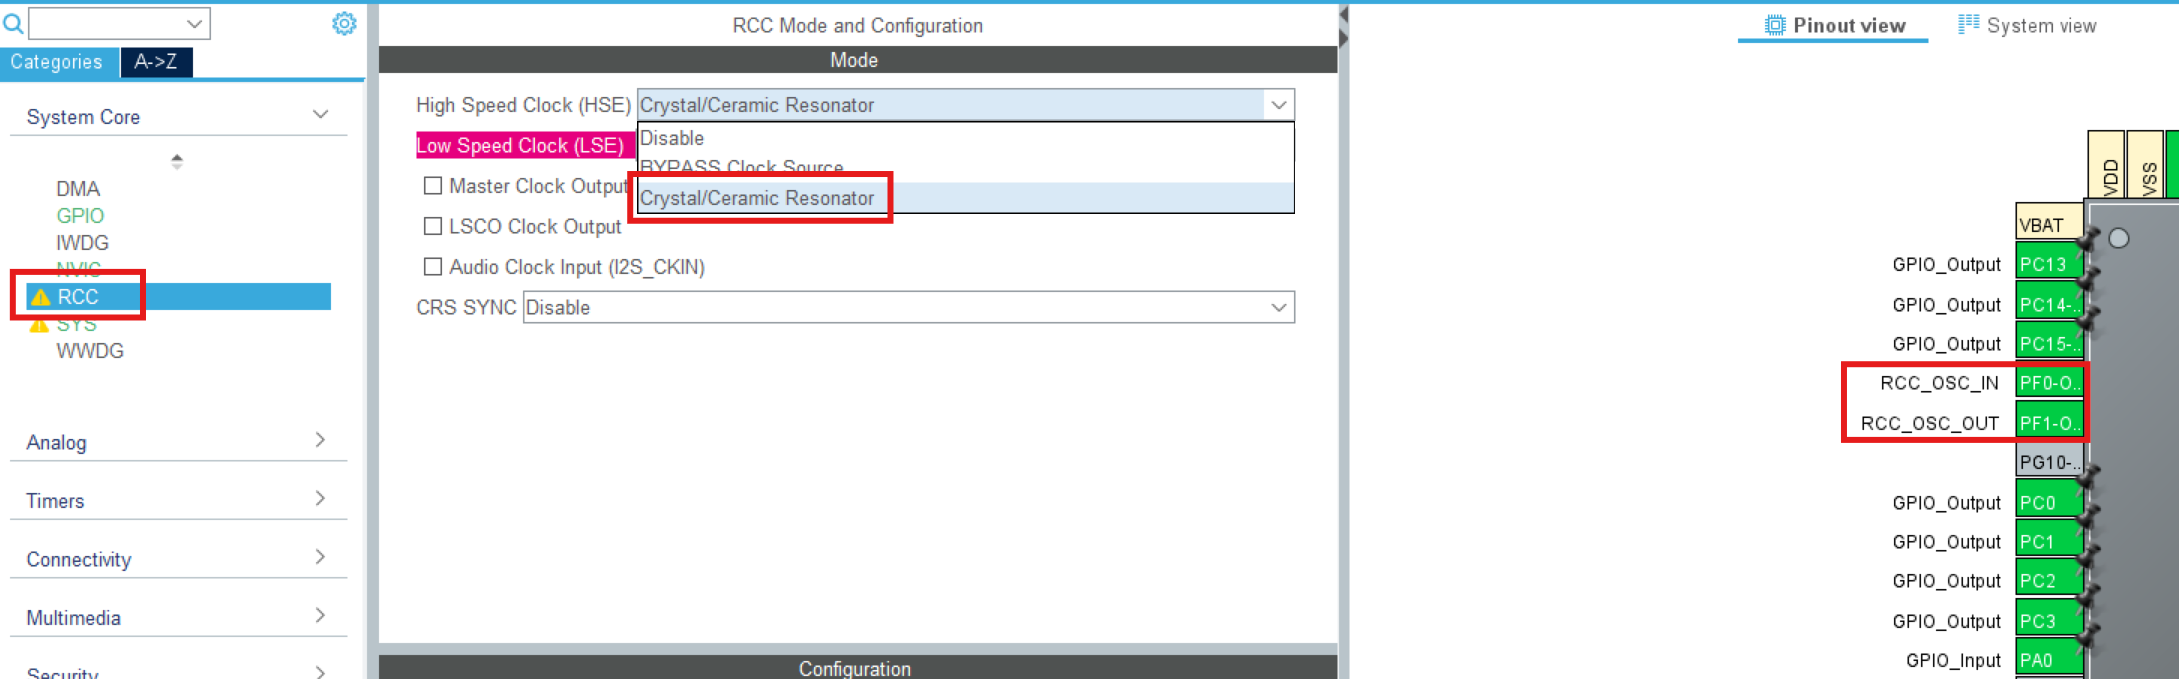 RCC Mode and Configuration
Pinout view
System view
Categories
A->Z
Mode
System Core
High Speed Clock (HSE)
Crystal/Ceramic Resonator
Disable
Low Speed Clock (LSE)
BYPASS Clock Source
Master Clock Output
Crystal/Ceramic Resonator
LSCO Clock Output
Audio Clock Input (I2S_CKIN)
CRS SYNC
Disable
DMA
GPIO
IWDG
NVIC
RCC
SYS
WWDG
Analog
Timers
Connectivity
Multimedia
Security
Configuration
VDD
VSS
VBAT
GPIO_Output PC13
GPIO_Output PC14-..
GPIO_Output PC15-..
RCC_OSC_IN PF0-O..
RCC_OSC_OUT PF1-O..
PG10-..
GPIO_Output PC0
GPIO_Output PC1
GPIO_Output PC2
GPIO_Output PC3
GPIO_Input PA0